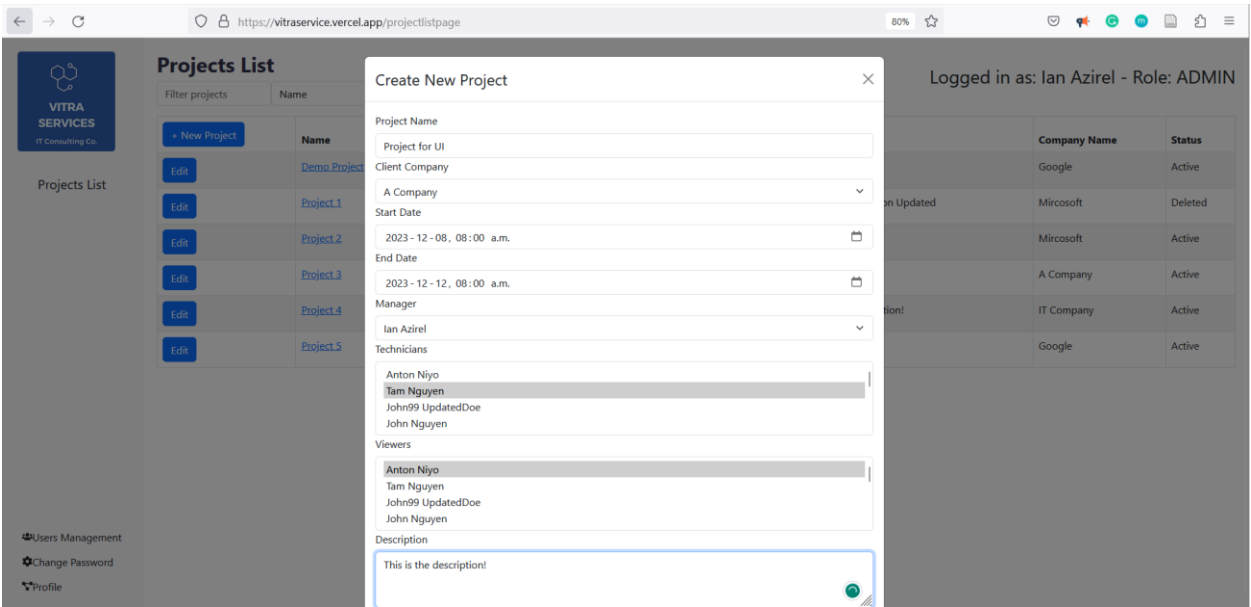 https://vitraservice.vercel.app/projectlistpage
80%
VITRA
SERVICES
IT Consulting Co.
Projects List
Users Management
Change Password
Profile
Projects List
Logged in as: Ian Azirel - Role: ADMIN
Filter projects Name
+ New Project Name Company Name Status
Edit Demo Project Google Active
Edit Project 1 on Updated Mircosoft Deleted
Edit Project 2 Mircosoft Active
Edit Project 3 A Company Active
Edit Project 4 tion! IT Company Active
Edit Project 5 Google Active
Create New Project
Project Name
Project for UI
Client Company
A Company
Start Date
2023-12-08, 08:00 a.m.
End Date
2023-12-12, 08:00 a.m.
Manager
Ian Azirel
Technicians
Anton Niyo
Tam Nguyen
John99 UpdatedDoe
John Nguyen
Viewers
Anton Niyo
Tam Nguyen
John99 UpdatedDoe
John Nguyen
Description
This is the description!